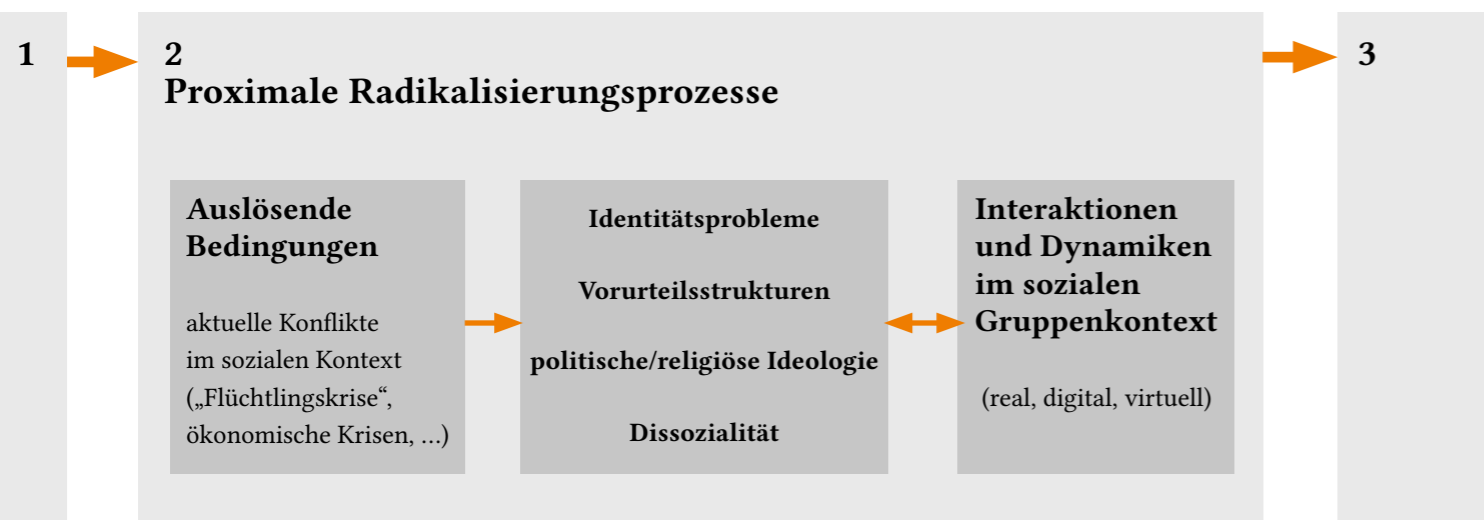 1
2
Proximale Radikalisierungsprozesse
3
Auslösende
Bedingungen
aktuelle Konflikte
im sozialen Kontext
(„Flüchtlingskrise“,
ökonomische Krisen, …)
Identitätsprobleme
Vorurteilsstrukturen
politische/religiöse Ideologie
Dissozialität
Interaktionen
und Dynamiken
im sozialen
Gruppenkontext
(real, digital, virtuell)